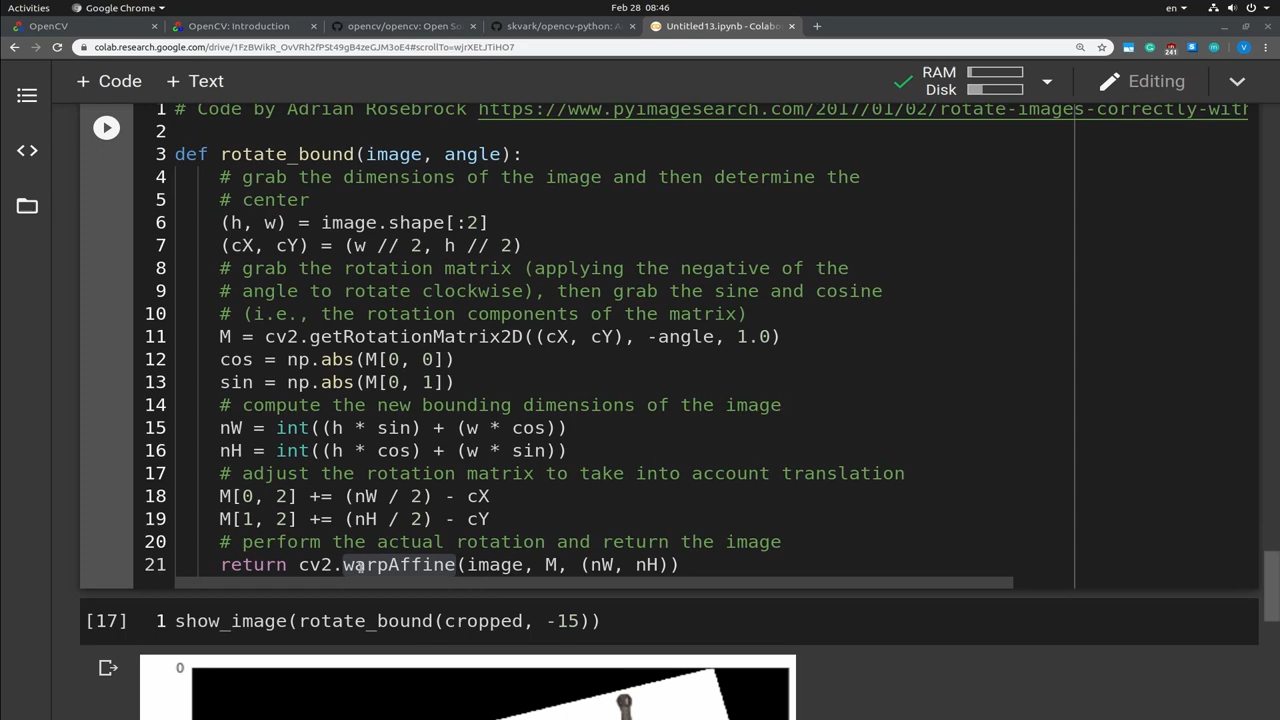 Activities
Google Chrome
Feb 28 08:46
en
OpenCV
OpenCV: Introduction
opencv/opencv: Open So
skvark/opencv-python: A
Untitled13.ipynb - Colabo
colab.research.google.com/drive/1FzBWikR_OvVRh2fPSt49gB4zeGJM3oE4#scrollTo=wjrXEtJTiHO7
241
V
+ Code + Text
RAM
Disk
Editing
1 # Code by Adrian Rosebrock https://www.pyimagesearch.com/2017/01/02/rotate-images-correctly-with
2
3 def rotate_bound(image, angle):
4 # grab the dimensions of the image and then determine the
5 # center
6 (h, w) = image.shape[:2]
7 (cX, cY) = (w // 2, h // 2)
8 # grab the rotation matrix (applying the negative of the
9 # angle to rotate clockwise), then grab the sine and cosine
10 # (i.e., the rotation components of the matrix)
11 M = cv2.getRotationMatrix2D((cX, cY), -angle, 1.0)
12 cos = np.abs(M[0, 0])
13 sin = np.abs(M[0, 1])
14 # compute the new bounding dimensions of the image
15 nW = int((h * sin) + (w * cos))
16 nH = int((h * cos) + (w * sin))
17 # adjust the rotation matrix to take into account translation
18 M[0, 2] += (nW / 2) - cX
19 M[1, 2] += (nH / 2) - cY
20 # perform the actual rotation and return the image
21 return cv2.warpAffine(image, M, (nW, nH))
[17] 1 show_image(rotate_bound(cropped, -15))
0